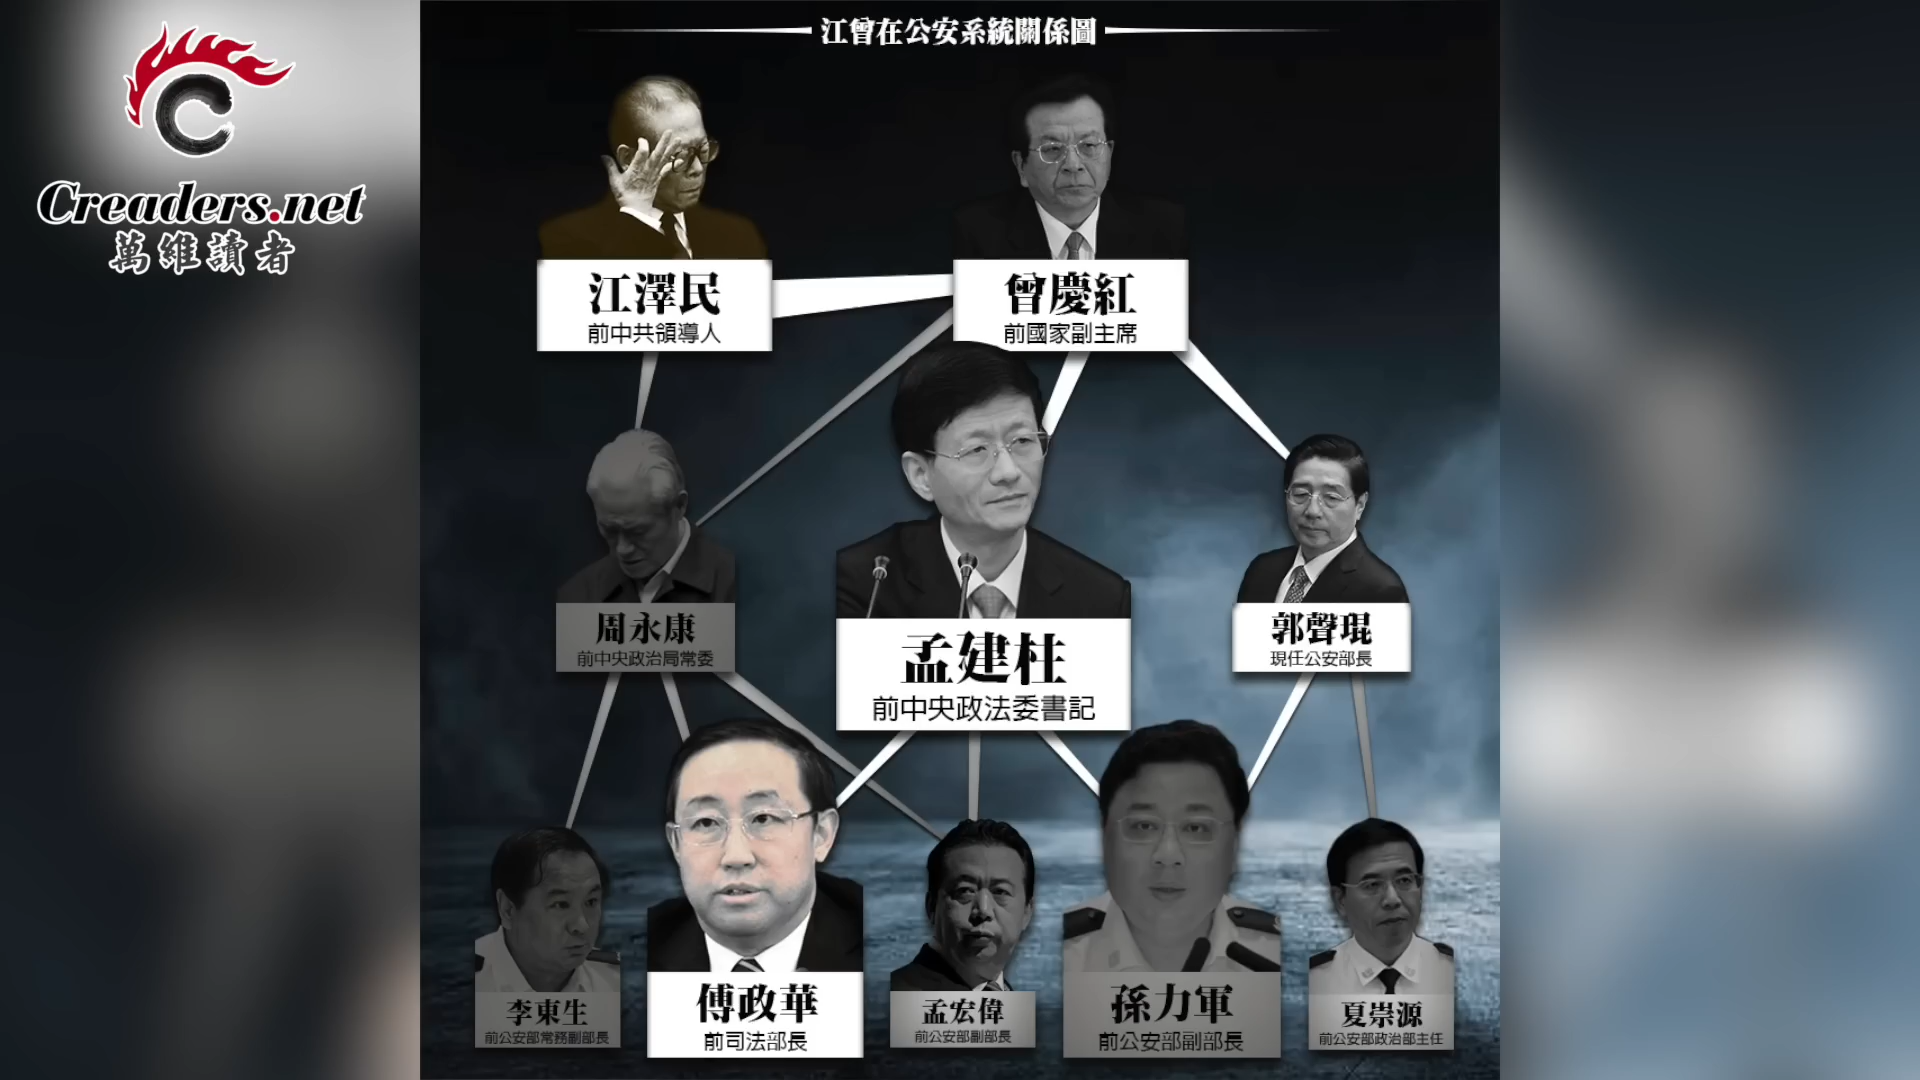 Creaders.net
萬維讀者
江曾在公安系統關係圖
江澤民
前中共領導人
曾慶紅
前國家副主席
周永康
前中央政治局常委
孟建柱
前中央政法委書記
郭聲琨
現任公安部長
李東生
前公安部常務副部長
傅政華
前司法部長
孟宏偉
前公安部副部長
孫力軍
前公安部副部長
夏崇源
前公安部政治部主任